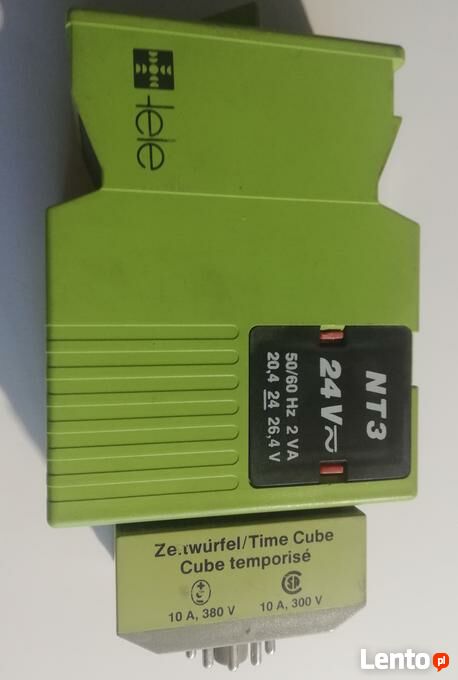 tele
NT3
24 V
50/60 Hz 2 VA
20,4 24 26,4 V
Zeitwürfel/Time Cube
Cube temporisé
10 A, 380 V
10 A, 300 V
Lento.pl